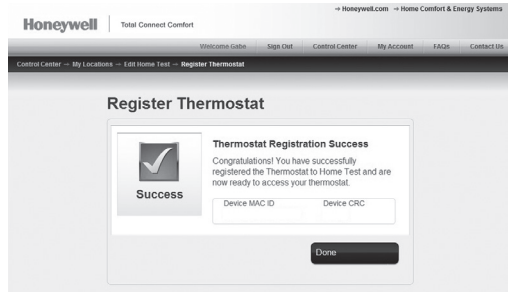 → Honeywell.com → Home Comfort & Energy Systems
Honeywell Total Connect Comfort
Welcome Gabe Sign Out Control Center My Account FAQs Contact Us
Control Center → My Locations → Edit Home Test → Register Thermostat
Register Thermostat
Thermostat Registration Success
Congratulations! You have successfully
registered the Thermostat to Home Test and are
now ready to access your thermostat.
Success
Device MAC ID Device CRC
Done